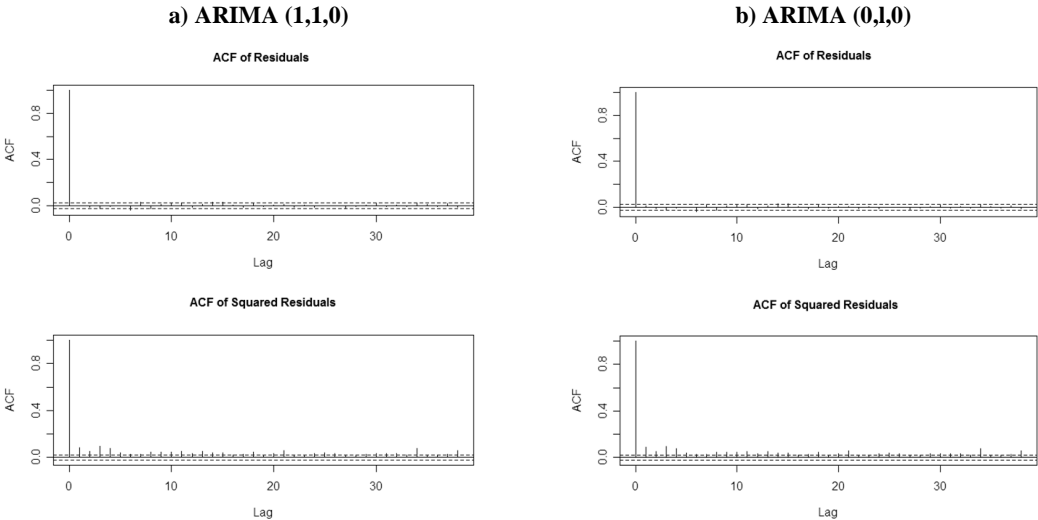 a) ARIMA (1,1,0)
ACF of Residuals
ACF
0.0 0.4 0.8
0 10 20 30
Lag
ACF of Squared Residuals
ACF
0.0 0.4 0.8
0 10 20 30
Lag
b) ARIMA (0,l,0)
ACF of Residuals
ACF
0.0 0.4 0.8
0 10 20 30
Lag
ACF of Squared Residuals
ACF
0.0 0.4 0.8
0 10 20 30
Lag